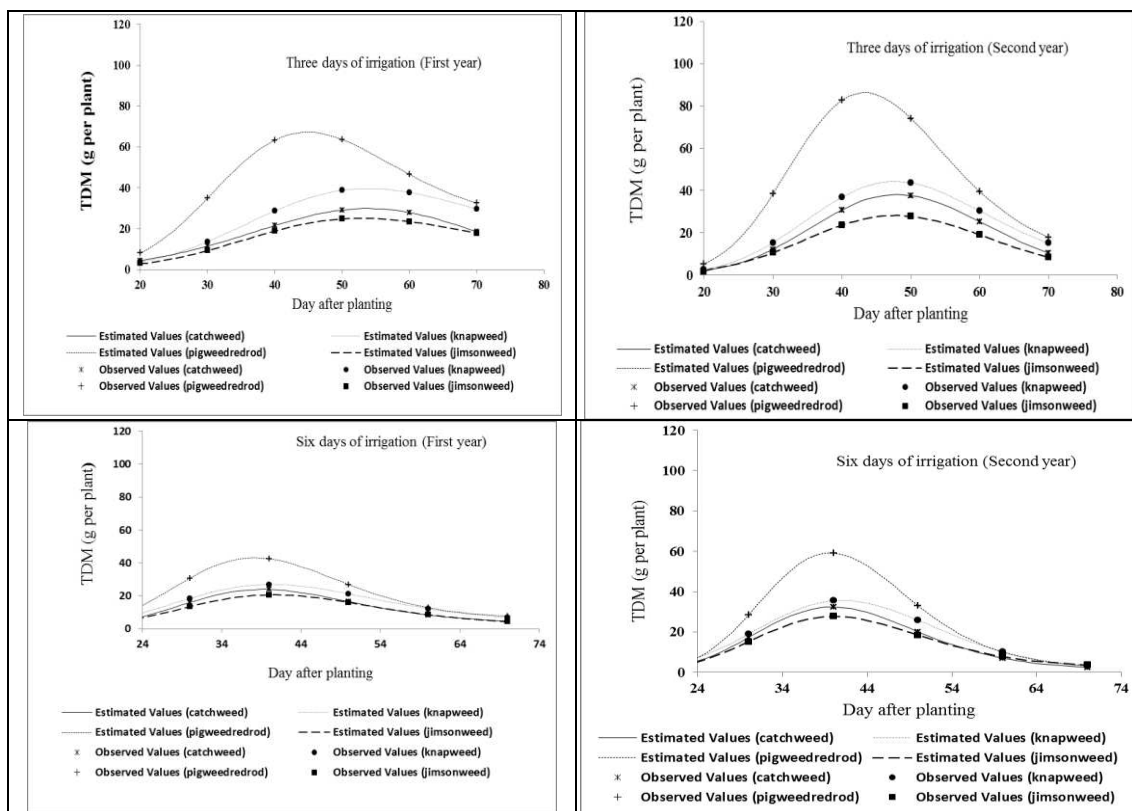 120
100
80
60
40
20
0
TDM (g per plant)
Three days of irrigation (First year)
20 30 40 50 60 70 80
Day after planting
Estimated Values (catchweed) Estimated Values (knapweed)
Estimated Values (pigweedredrod) Estimated Values (jimsonweed)
Observed Values (catchweed) Observed Values (knapweed)
Observed Values (pigweedredrod) Observed Values (jimsonweed)
120
100
80
60
40
20
0
TDM (g per plant)
Three days of irrigation (Second year)
20 30 40 50 60 70 80
Day after planting
Estimated Values (catchweed) Estimated Values (knapweed)
Estimated Values (pigweedredrod) Estimated Values (jimsonweed)
Observed Values (catchweed) Observed Values (knapweed)
Observed Values (pigweedredrod) Observed Values (jimsonweed)
120
100
80
60
40
20
0
TDM (g per plant)
Six days of irrigation (First year)
24 34 44 54 64 74
Day after planting
Estimated Values (catchweed) Estimated Values (knapweed)
Estimated Values (pigweedredrod) Estimated Values (jimsonweed)
Observed Values (catchweed) Observed Values (knapweed)
Observed Values (pigweedredrod) Observed Values (jimsonweed)
120
100
80
60
40
20
0
TDM (g per plant)
Six days of irrigation (Second year)
24 34 44 54 64 74
Day after planting
Estimated Values (catchweed) Estimated Values (knapweed)
Estimated Values (pigweedredrod) Estimated Values (jimsonweed)
Observed Values (catchweed) Observed Values (knapweed)
Observed Values (pigweedredrod) Observed Values (jimsonweed)